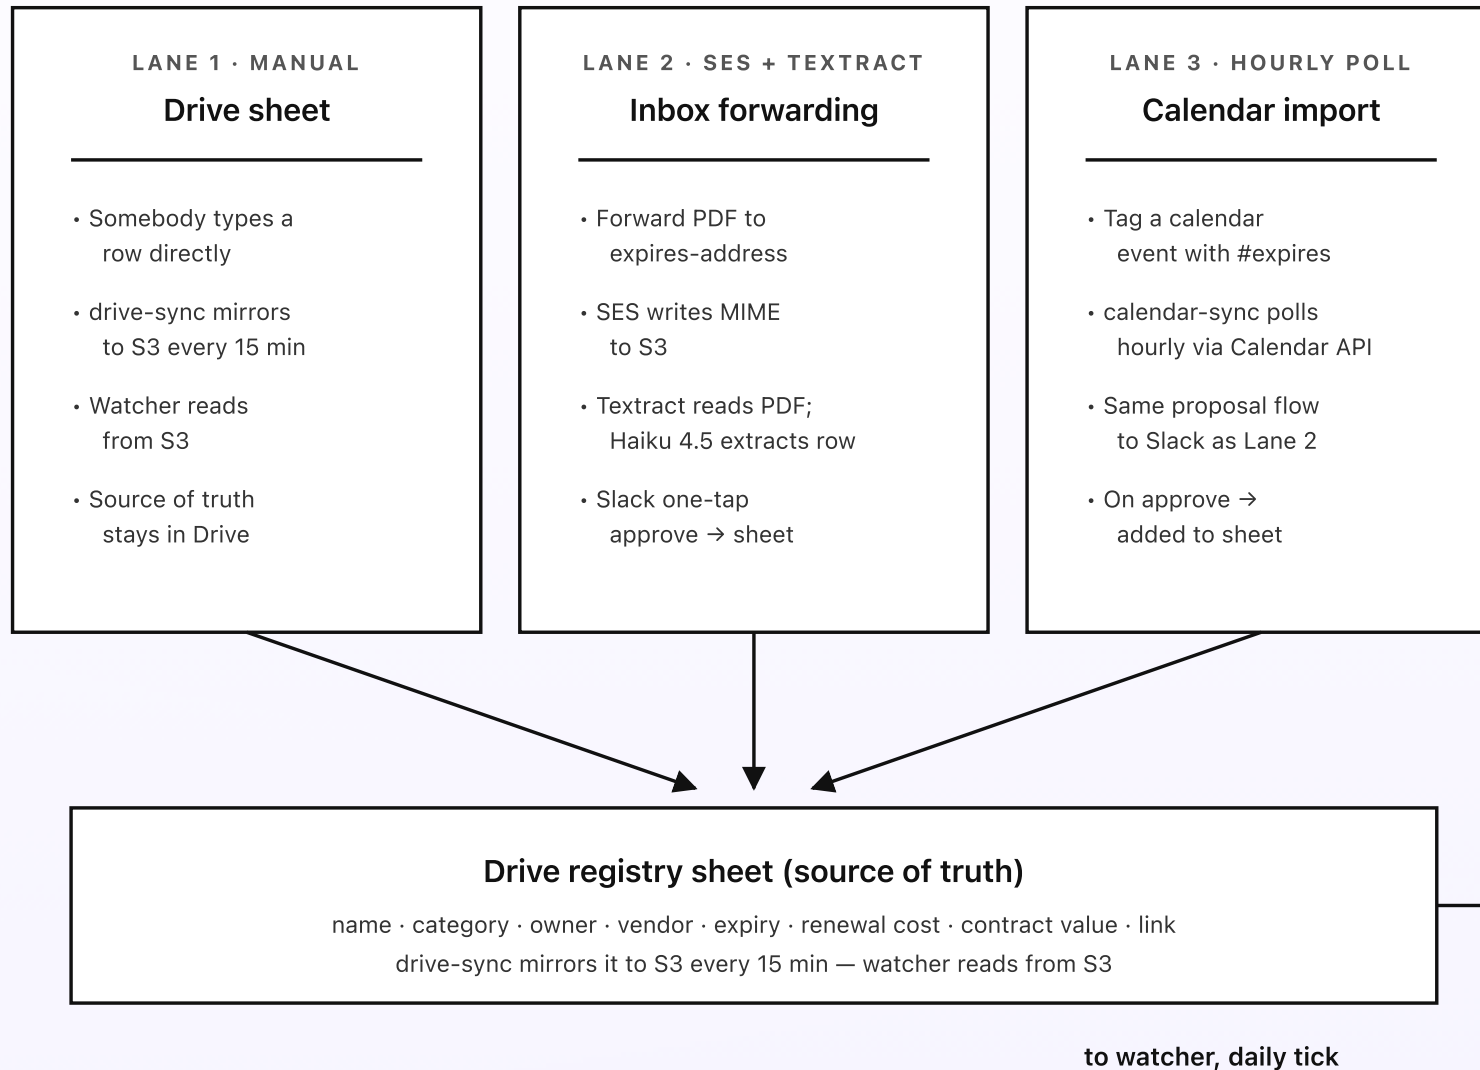 LANE 1 · MANUAL
Drive sheet
• Somebody types a
row directly
• drive-sync mirrors
to S3 every 15 min
• Watcher reads
from S3
• Source of truth
stays in Drive
LANE 2 · SES + TEXTRACT
Inbox forwarding
• Forward PDF to
expires-address
• SES writes MIME
to S3
• Textract reads PDF;
Haiku 4.5 extracts row
• Slack one-tap
approve → sheet
LANE 3 · HOURLY POLL
Calendar import
• Tag a calendar
event with #expires
• calendar-sync polls
hourly via Calendar API
• Same proposal flow
to Slack as Lane 2
• On approve →
added to sheet
Drive registry sheet (source of truth)
name · category · owner · vendor · expiry · renewal cost · contract value · link
drive-sync mirrors it to S3 every 15 min — watcher reads from S3
to watcher, daily tick